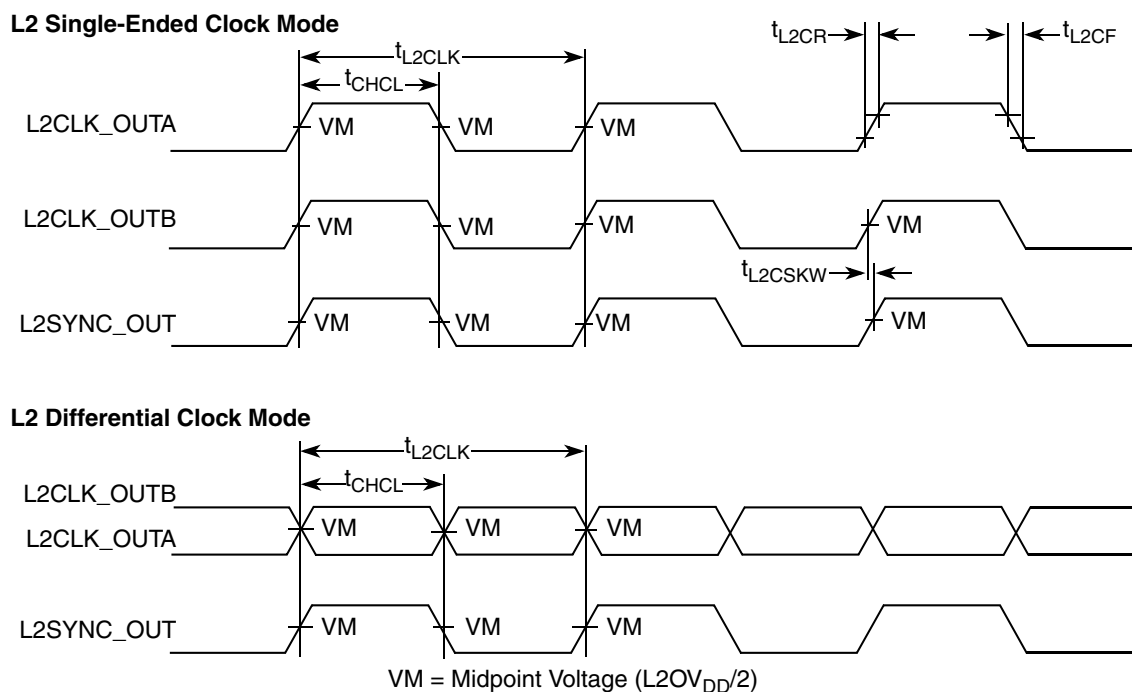 L2 Single-Ended Clock Mode
tL2CR
tL2CF
tL2CLK
tCHCL
L2CLK_OUTA
VM
VM
VM
L2CLK_OUTB
VM
VM
VM
VM
tL2CSKW
L2SYNC_OUT
VM
VM
VM
VM
L2 Differential Clock Mode
tL2CLK
tCHCL
L2CLK_OUTB
L2CLK_OUTA
VM
VM
VM
L2SYNC_OUT
VM
VM
VM
VM = Midpoint Voltage (L2OVDD/2)